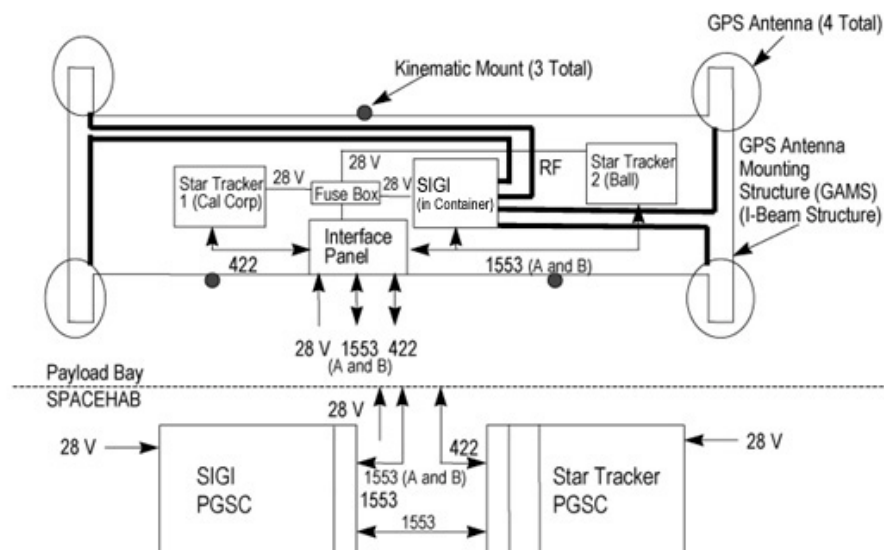 GPS Antenna (4 Total)
Kinematic Mount (3 Total)
GPS Antenna
Mounting
Structure (GAMS)
(I-Beam Structure)
28 V
RF
Star Tracker
2 (Ball)
Star Tracker
1 (Cal Corp)
28 V
Fuse Box
28 V
SIGI
(in Container)
Interface
Panel
422
1553 (A and B)
28 V 1553 422
(A and B)
Payload Bay
SPACEHAB
28 V
28 V
SIGI
PGSC
422
1553 (A and B)
1553
1553
Star Tracker
PGSC
28 V